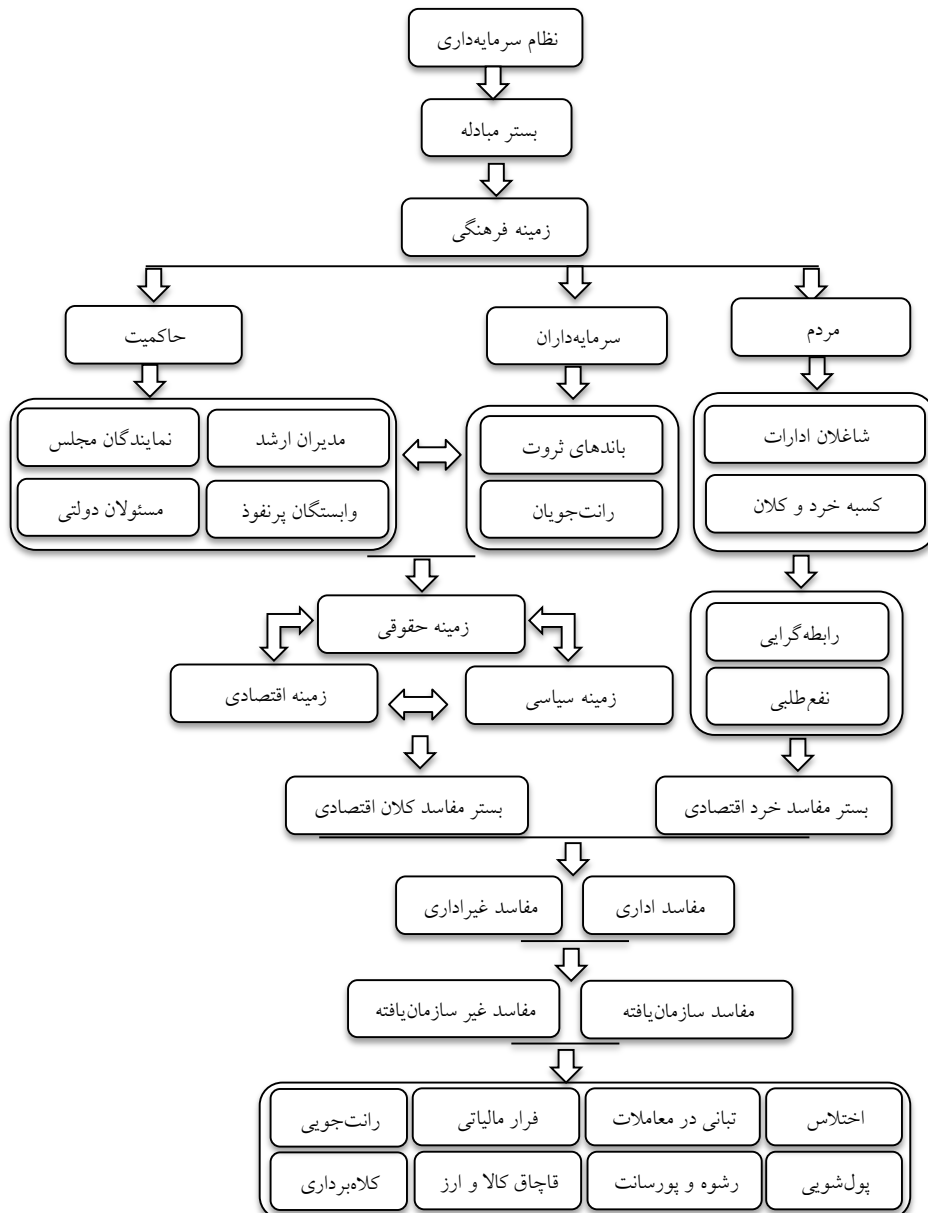 نظام سرمایه‌داری
بستر مبادله
زمینه فرهنگی
مردم
سرمایه‌داران
حاکمیت
شاغلان ادارات
کسبه خرد و کلان
باندهای ثروت
رانت‌جویان
مدیران ارشد
نمایندگان مجلس
وابستگان پرنفوذ
مسئولان دولتی
رابطه‌گرایی
نفع‌طلبی
زمینه حقوقی
زمینه سیاسی
زمینه اقتصادی
بستر مفاسد خرد اقتصادی
بستر مفاسد کلان اقتصادی
مفاسد اداری
مفاسد غیراداری
مفاسد سازمان‌یافته
مفاسد غیر سازمان‌یافته
اختلاس
تبانی در معاملات
فرار مالیاتی
رانت‌جویی
پول‌شویی
رشوه و پورسانت
قاچاق کالا و ارز
کلاه‌برداری